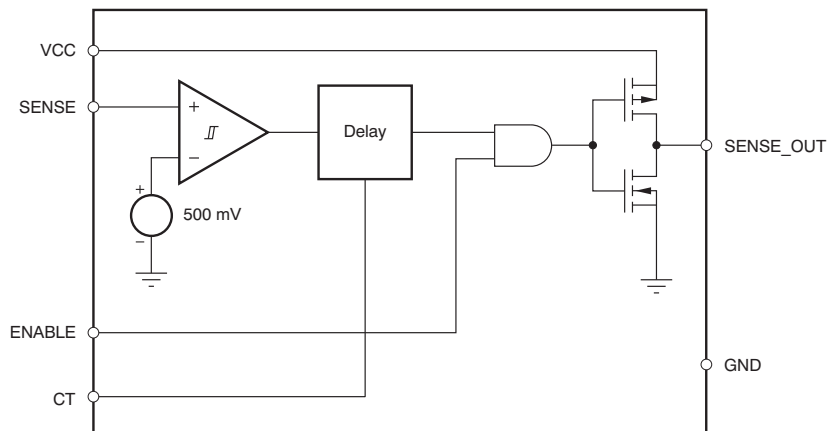 VCC
SENSE
+
−
Delay
SENSE_OUT
+
500 mV
−
ENABLE
GND
CT